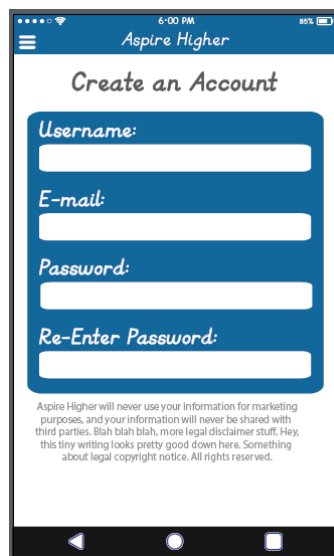 6:00 PM
85%
Aspire Higher
Create an Account
Username:
E-mail:
Password:
Re-Enter Password:
Aspire Higher will never use your information for marketing
purposes, and your information will never be shared with
third parties. Blah blah blah, more legal disclaimer stuff. Hey,
this tiny writing looks pretty good down here. Something
about legal copyright notice. All rights reserved.